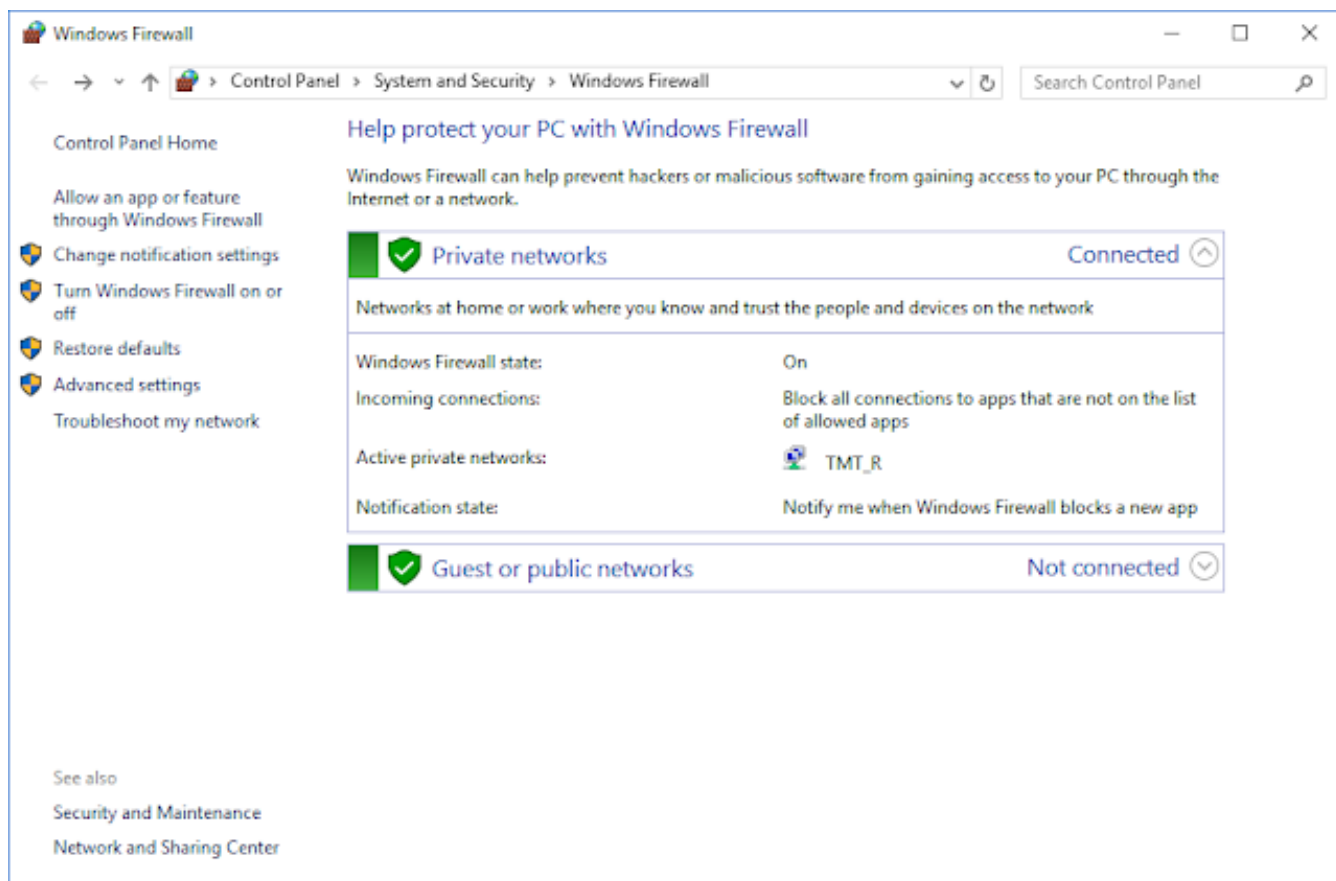 Windows Firewall
Control Panel > System and Security > Windows Firewall
Search Control Panel
Control Panel Home
Allow an app or feature
through Windows Firewall
Change notification settings
Turn Windows Firewall on or
off
Restore defaults
Advanced settings
Troubleshoot my network
Help protect your PC with Windows Firewall
Windows Firewall can help prevent hackers or malicious software from gaining access to your PC through the
Internet or a network.
Private networks
Connected
Networks at home or work where you know and trust the people and devices on the network
Windows Firewall state:
On
Incoming connections:
Block all connections to apps that are not on the list
of allowed apps
Active private networks:
TMT_R
Notification state:
Notify me when Windows Firewall blocks a new app
Guest or public networks
Not connected
See also
Security and Maintenance
Network and Sharing Center